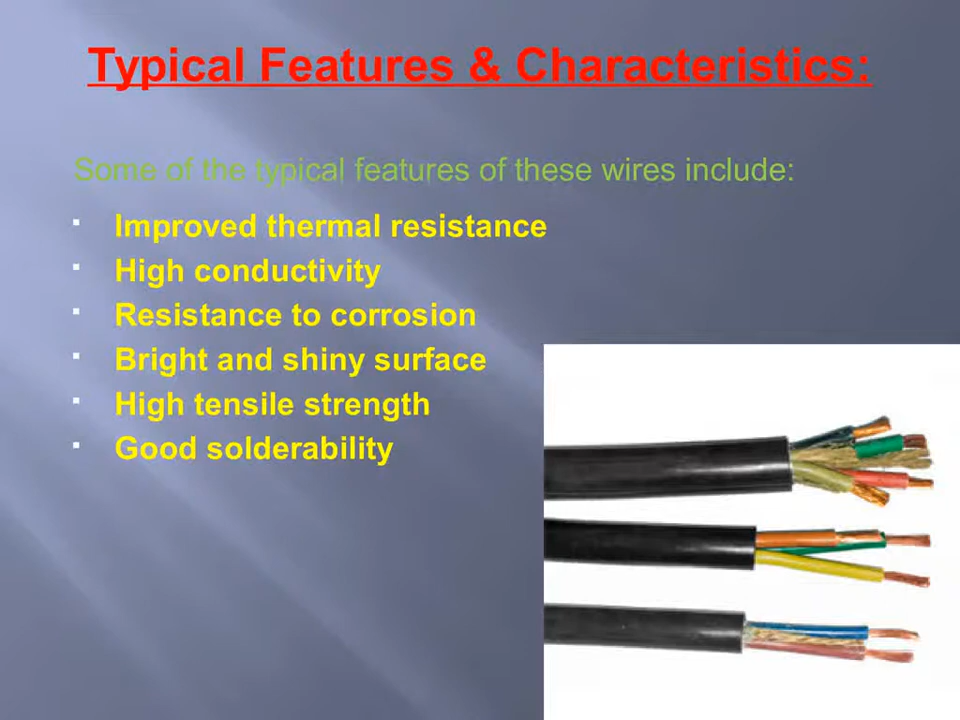 Typical Features & Characteristics:
Some of the typical features of these wires include:
Improved thermal resistance
High conductivity
Resistance to corrosion
Bright and shiny surface
High tensile strength
Good solderability